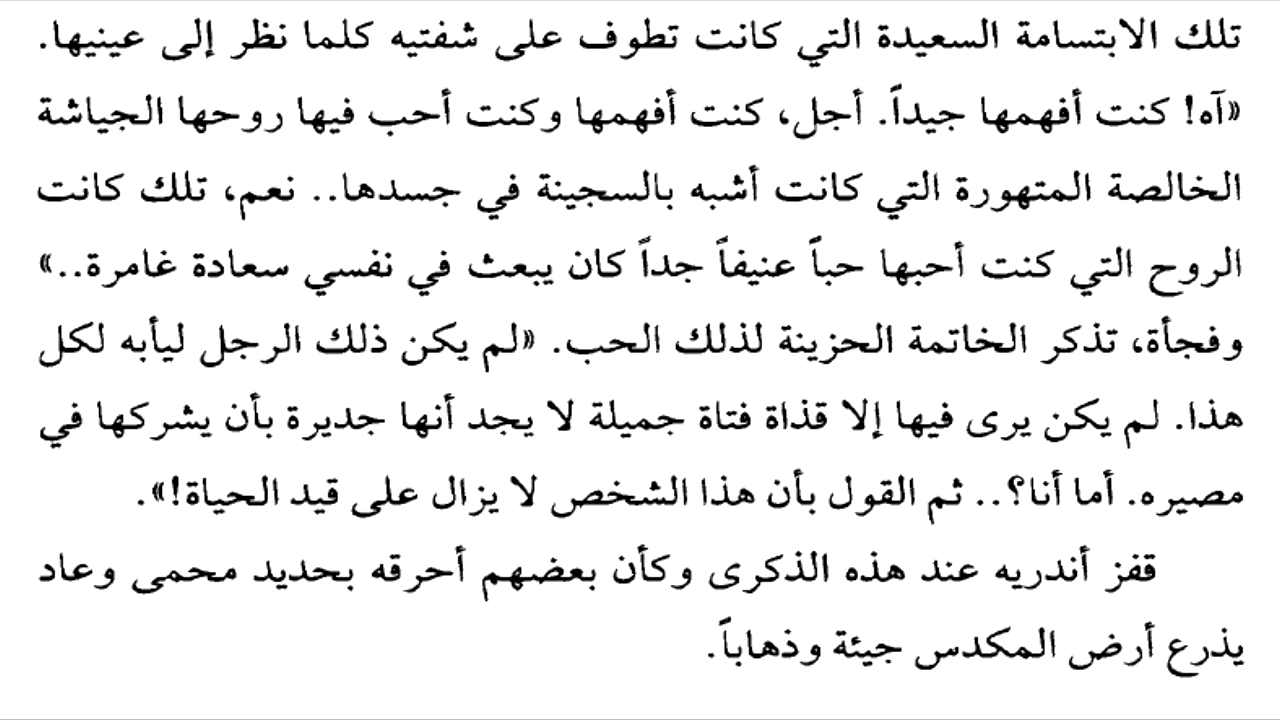 تلك الابتسامة السعيدة التي كانت تطوف على شفتيه كلما نظر إلى عينيها.
«آه! كنت أفهمها جيداً. أجل، كنت أفهمها وكنت أحب فيها روحها الجياشة
الخالصة المتهورة التي كانت أشبه بالسجينة في جسدها.. نعم، تلك كانت
الروح التي كنت أحبها حباً عنيفاً جداً كان يبعث في نفسي سعادة غامرة..»
وفجأة، تذكر الخاتمة الحزينة لذلك الحب. «لم يكن ذلك الرجل ليأبه لكل
هذا. لم يكن يرى فيها إلا قذاة فتاة جميلة لا يجد أنها جديرة بأن يشركها في
مصيره. أما أنا؟.. ثم القول بأن هذا الشخص لا يزال على قيد الحياة!».
قفز أندريه عند هذه الذكرى وكأن بعضهم أحرقه بحديد محمى وعاد
يذرع أرض المكدس جيئة وذهاباً.